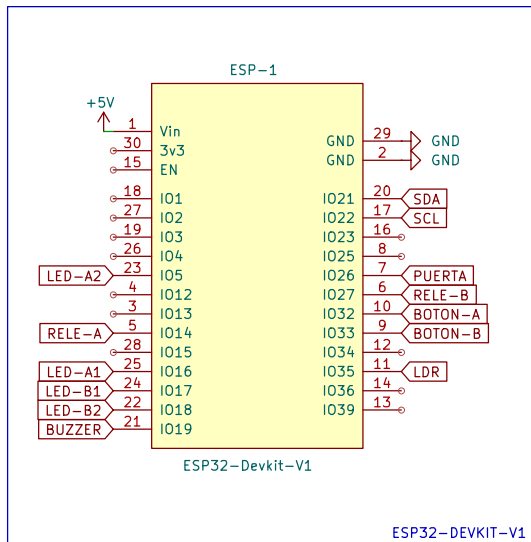 ESP-1
+5V
1 Vin
30 3v3
15 EN
18 IO1
27 IO2
19 IO3
26 IO4
LED-A2 23 IO5
4 IO12
3 IO13
RELE-A 5 IO14
28 IO15
LED-A1 25 IO16
LED-B1 24 IO17
LED-B2 22 IO18
BUZZER 21 IO19
GND 29 GND
GND 2 GND
IO21 20 SDA
IO22 17 SCL
IO23 16
IO25 8
IO26 7 PUERTA
IO27 6 RELE-B
IO32 10 BOTON-A
IO33 9 BOTON-B
IO34 12
IO35 11 LDR
IO36 14
IO39 13
ESP32-Devkit-V1
ESP32-DEVKIT-V1